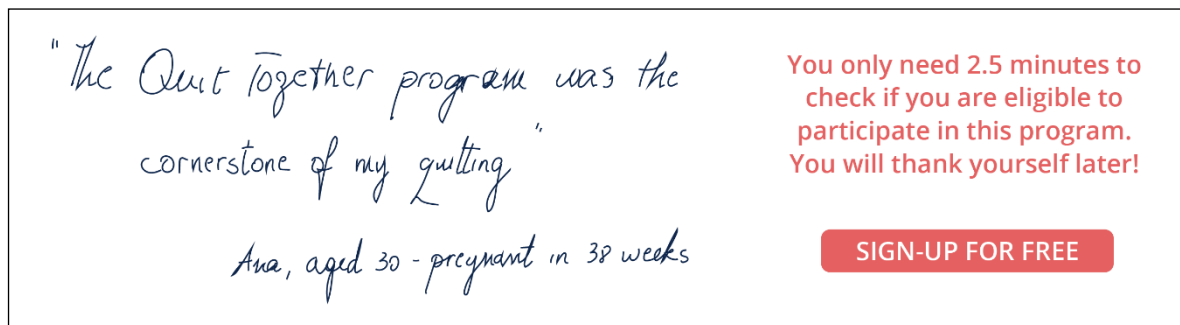 "The Quit Together program was the
cornerstone of my quitting"
Ana, aged 30 - pregnant in 38 weeks
You only need 2.5 minutes to
check if you are eligible to
participate in this program.
You will thank yourself later!
SIGN-UP FOR FREE